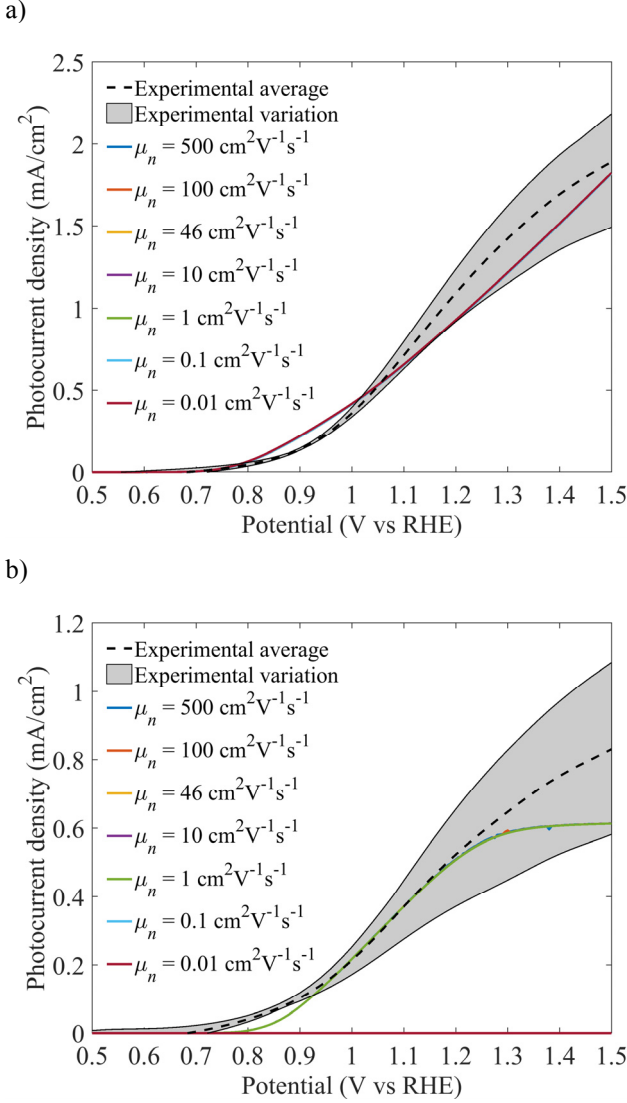 a)
2.5
2
1.5
1
0.5
0
Photocurrent density (mA/cm²)
Experimental average
Experimental variation
μn = 500 cm²V⁻¹s⁻¹
μn = 100 cm²V⁻¹s⁻¹
μn = 46 cm²V⁻¹s⁻¹
μn = 10 cm²V⁻¹s⁻¹
μn = 1 cm²V⁻¹s⁻¹
μn = 0.1 cm²V⁻¹s⁻¹
μn = 0.01 cm²V⁻¹s⁻¹
0.5 0.6 0.7 0.8 0.9 1 1.1 1.2 1.3 1.4 1.5
Potential (V vs RHE)
b)
1.2
1
0.8
0.6
0.4
0.2
0
Photocurrent density (mA/cm²)
Experimental average
Experimental variation
μn = 500 cm²V⁻¹s⁻¹
μn = 100 cm²V⁻¹s⁻¹
μn = 46 cm²V⁻¹s⁻¹
μn = 10 cm²V⁻¹s⁻¹
μn = 1 cm²V⁻¹s⁻¹
μn = 0.1 cm²V⁻¹s⁻¹
μn = 0.01 cm²V⁻¹s⁻¹
0.5 0.6 0.7 0.8 0.9 1 1.1 1.2 1.3 1.4 1.5
Potential (V vs RHE)